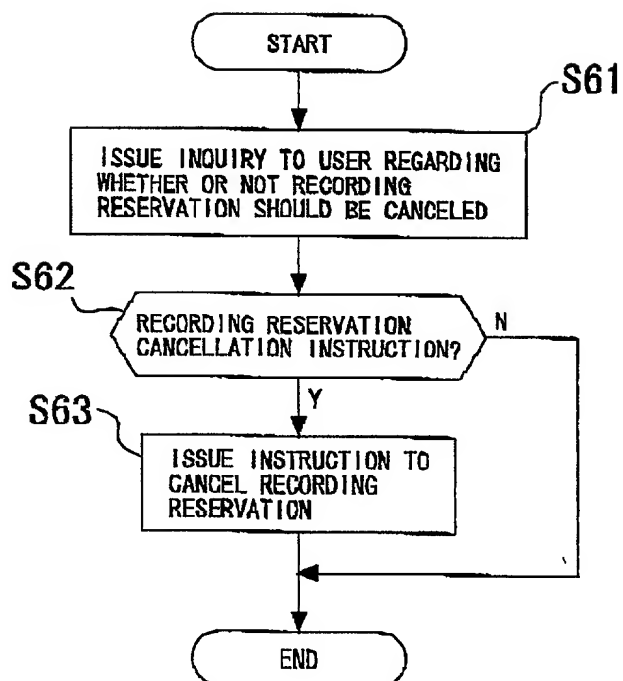 START
S61
ISSUE INQUIRY TO USER REGARDING
WHETHER OR NOT RECORDING
RESERVATION SHOULD BE CANCELED
S62
RECORDING RESERVATION
CANCELLATION INSTRUCTION?
N
Y
S63
ISSUE INSTRUCTION TO
CANCEL RECORDING
RESERVATION
END